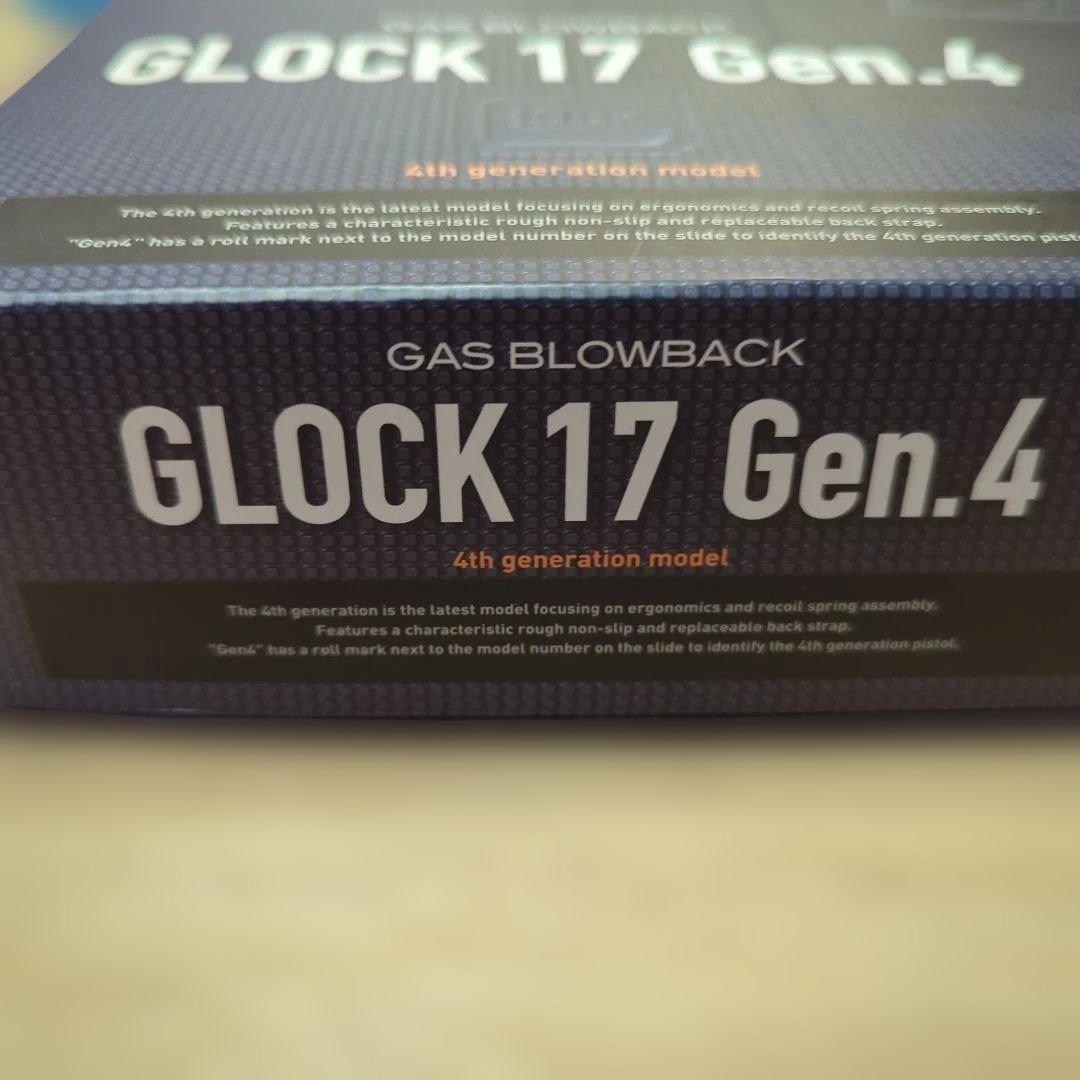 GAS BLOWBACK
GLOCK 17 Gen.4
4th generation model
The 4th generation is the latest model focusing on ergonomics and recoil spring assembly.
Features a characteristic rough non-slip and replaceable back strap.
"Gen4" has a roll mark next to the model number on the slide to identify the 4th generation pisto
GAS BLOWBACK
GLOCK 17 Gen.4
4th generation model
The 4th generation is the latest model focusing on ergonomics and recoil spring assembly.
Features a characteristic rough non-slip and replaceable back strap.
"Gen4" has a roll mark next to the model number on the slide to identify the 4th generation pistol.